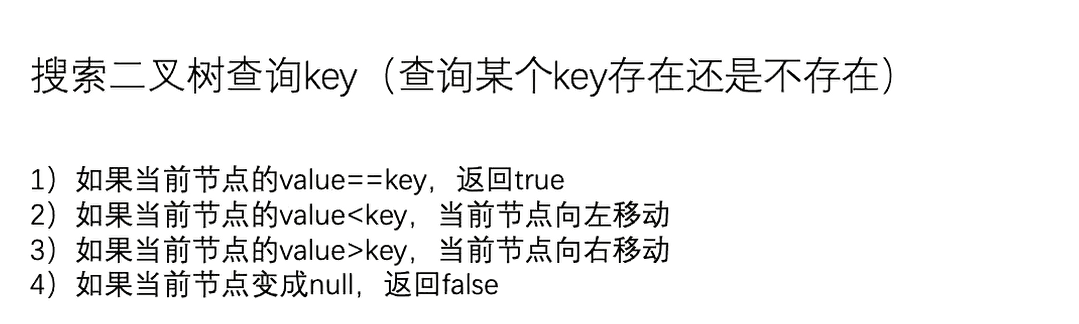 搜索二叉树查询key（查询某个key存在还是不存在）
1）如果当前节点的value==key，返回true
2）如果当前节点的value<key，当前节点向左移动
3）如果当前节点的value>key，当前节点向右移动
4）如果当前节点变成null，返回false